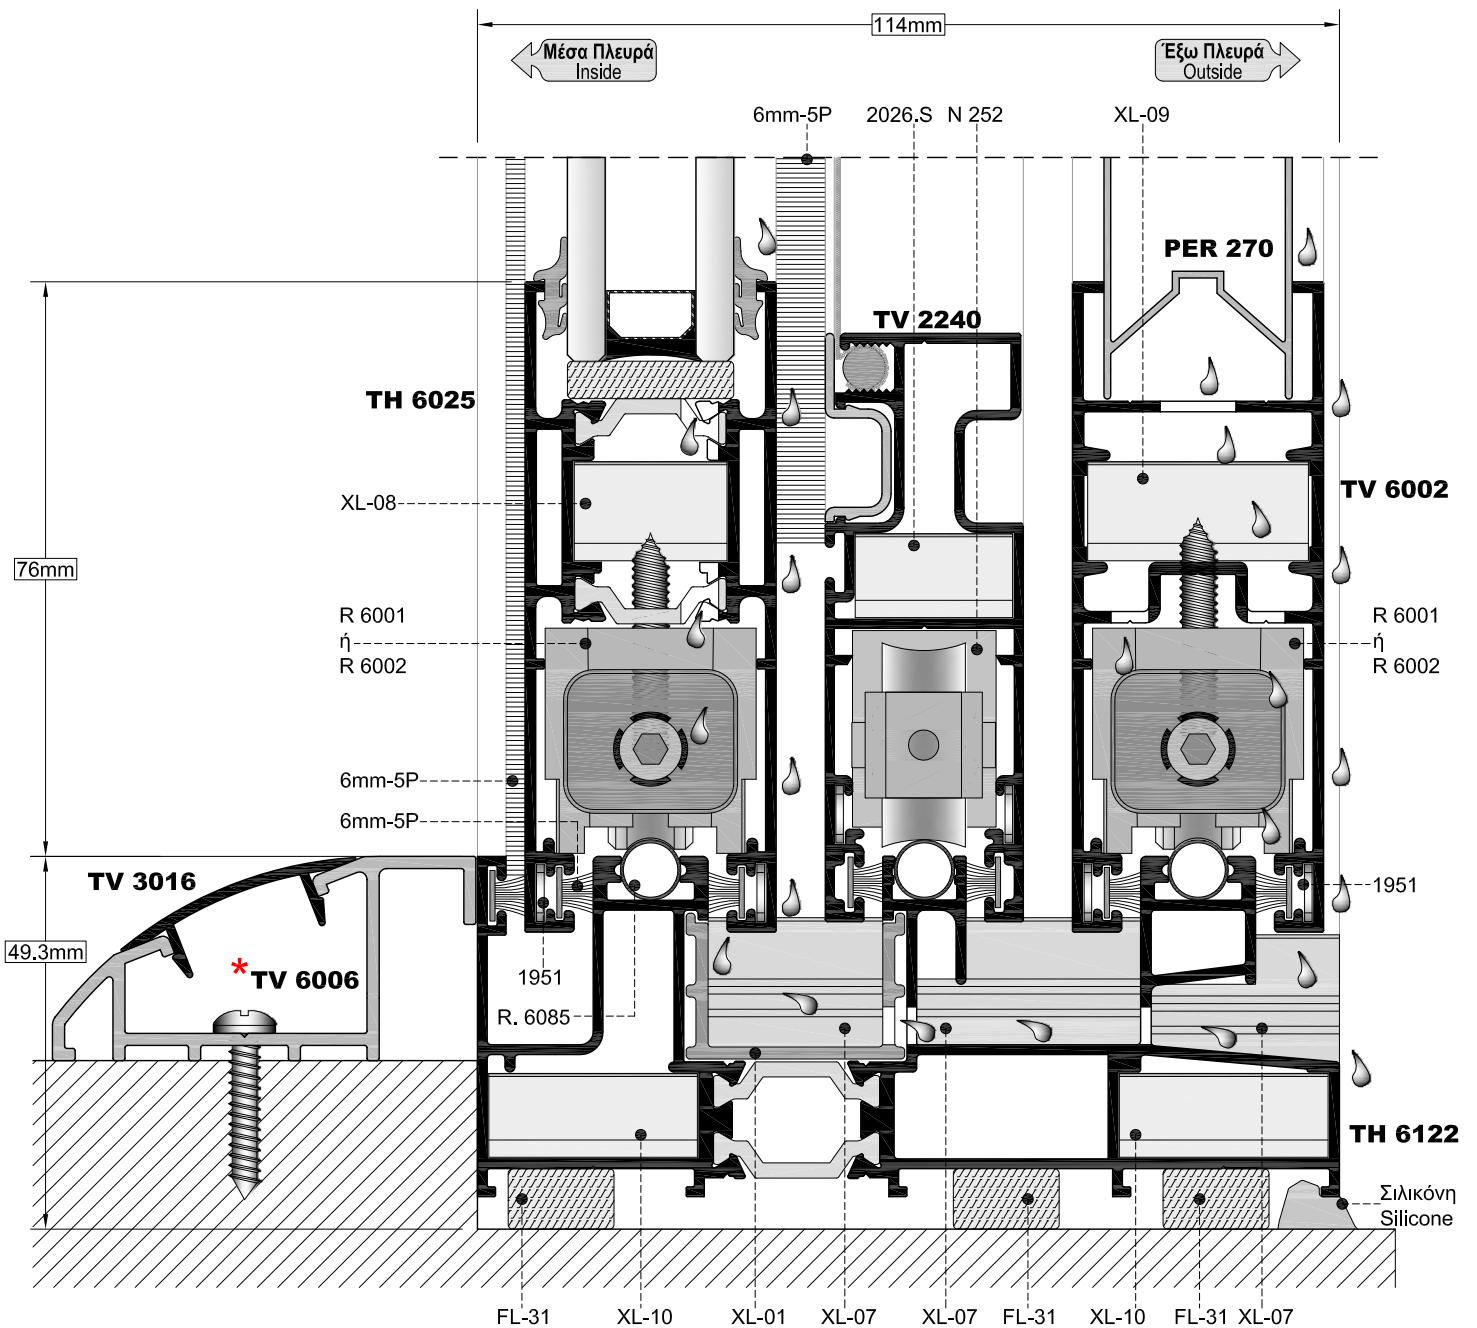 114mm
Μέσα Πλευρά
Inside
Έξω Πλευρά
Outside
6mm-5P
2026.S
N 252
XL-09
PER 270
TV 2240
TH 6025
XL-08
TV 6002
76mm
R 6001
ή
R 6002
R 6001
ή
R 6002
6mm-5P
6mm-5P
TV 3016
1951
49.3mm
* TV 6006
1951
R. 6085
TH 6122
Σιλικόνη
Silicone
FL-31
XL-10
XL-01
XL-07
XL-07
FL-31
XL-10
FL-31
XL-07